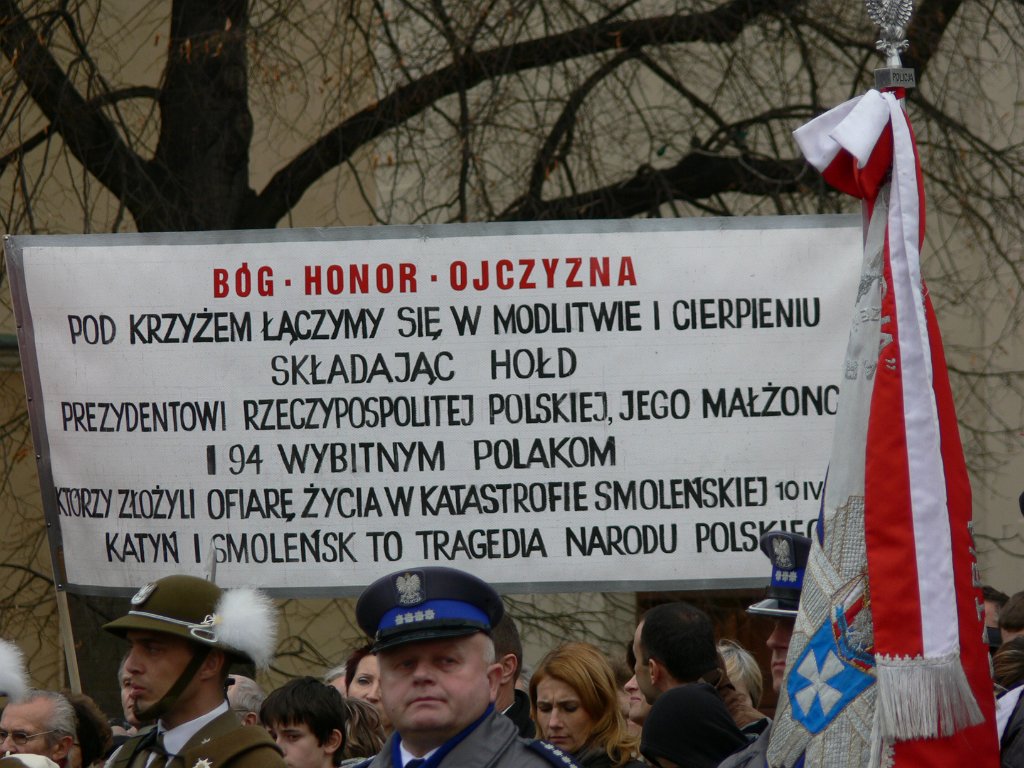 POLICJA
BÓG · HONOR · OJCZYZNA
POD KRZYŻEM ŁĄCZYMY SIĘ W MODLITWIE I CIERPIENIU
SKŁADAJĄC HOŁD
PREZYDENTOWI RZECZYPOSPOLITEJ POLSKIEJ, JEGO MAŁŻONC
I 94 WYBITNYM POLAKOM
KTÓRZY ZŁOŻYLI OFIARĘ ŻYCIA W KATASTROFIE SMOLEŃSKIEJ 10 IV
KATYŃ I SMOLEŃSK TO TRAGEDIA NARODU POLSKIEG